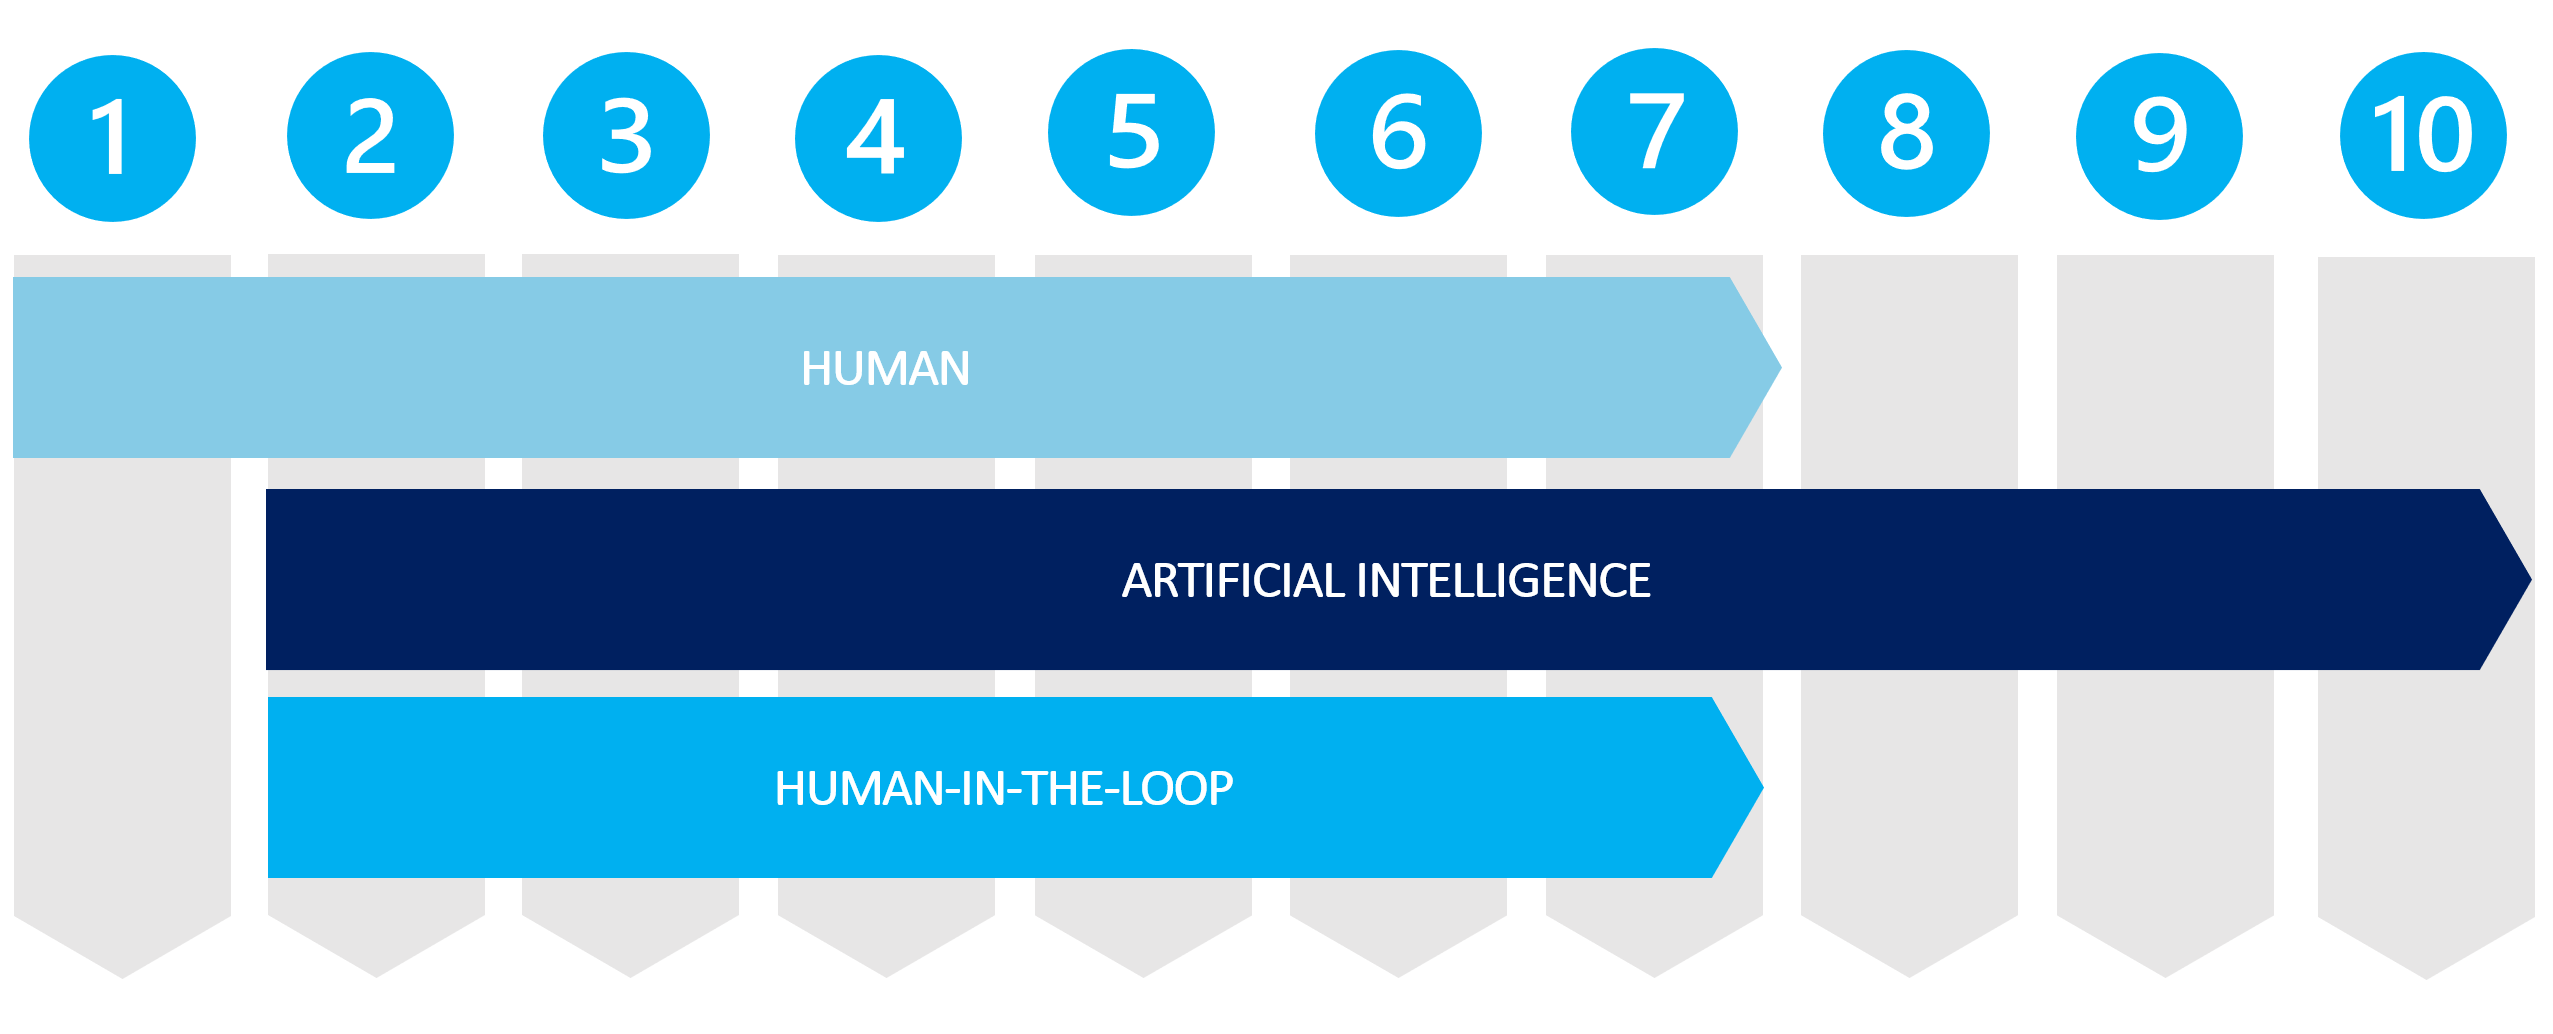 1 2 3 4 5 6 7 8 9 10
HUMAN
ARTIFICIAL INTELLIGENCE
HUMAN-IN-THE-LOOP